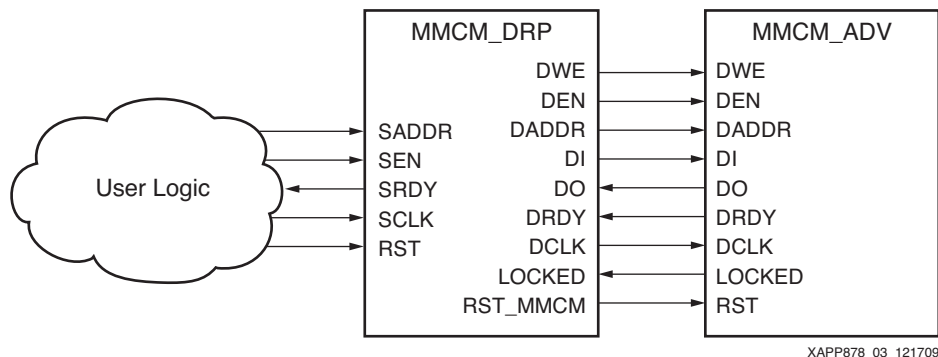 MMCM_DRP
MMCM_ADV
DWE
DWE
DEN
DEN
SADDR
DADDR
DADDR
SEN
DI
DI
User Logic
SRDY
DO
DO
SCLK
DRDY
DRDY
RST
DCLK
DCLK
LOCKED
LOCKED
RST_MMCM
RST
XAPP878_03_121709